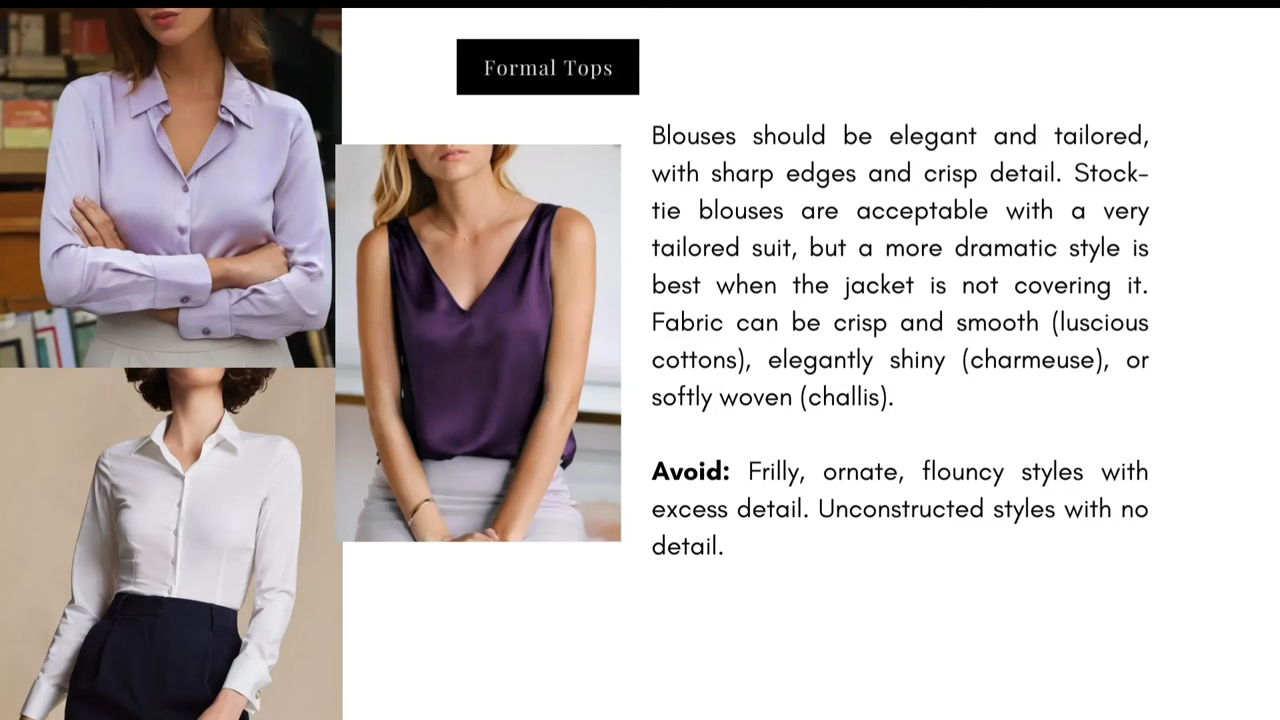 Formal Tops
Blouses should be elegant and tailored,
with sharp edges and crisp detail. Stock-
tie blouses are acceptable with a very
tailored suit, but a more dramatic style is
best when the jacket is not covering it.
Fabric can be crisp and smooth (luscious
cottons), elegantly shiny (charmeuse), or
softly woven (challis).
Avoid: Frilly, ornate, flouncy styles with
excess detail. Unconstructed styles with no
detail.